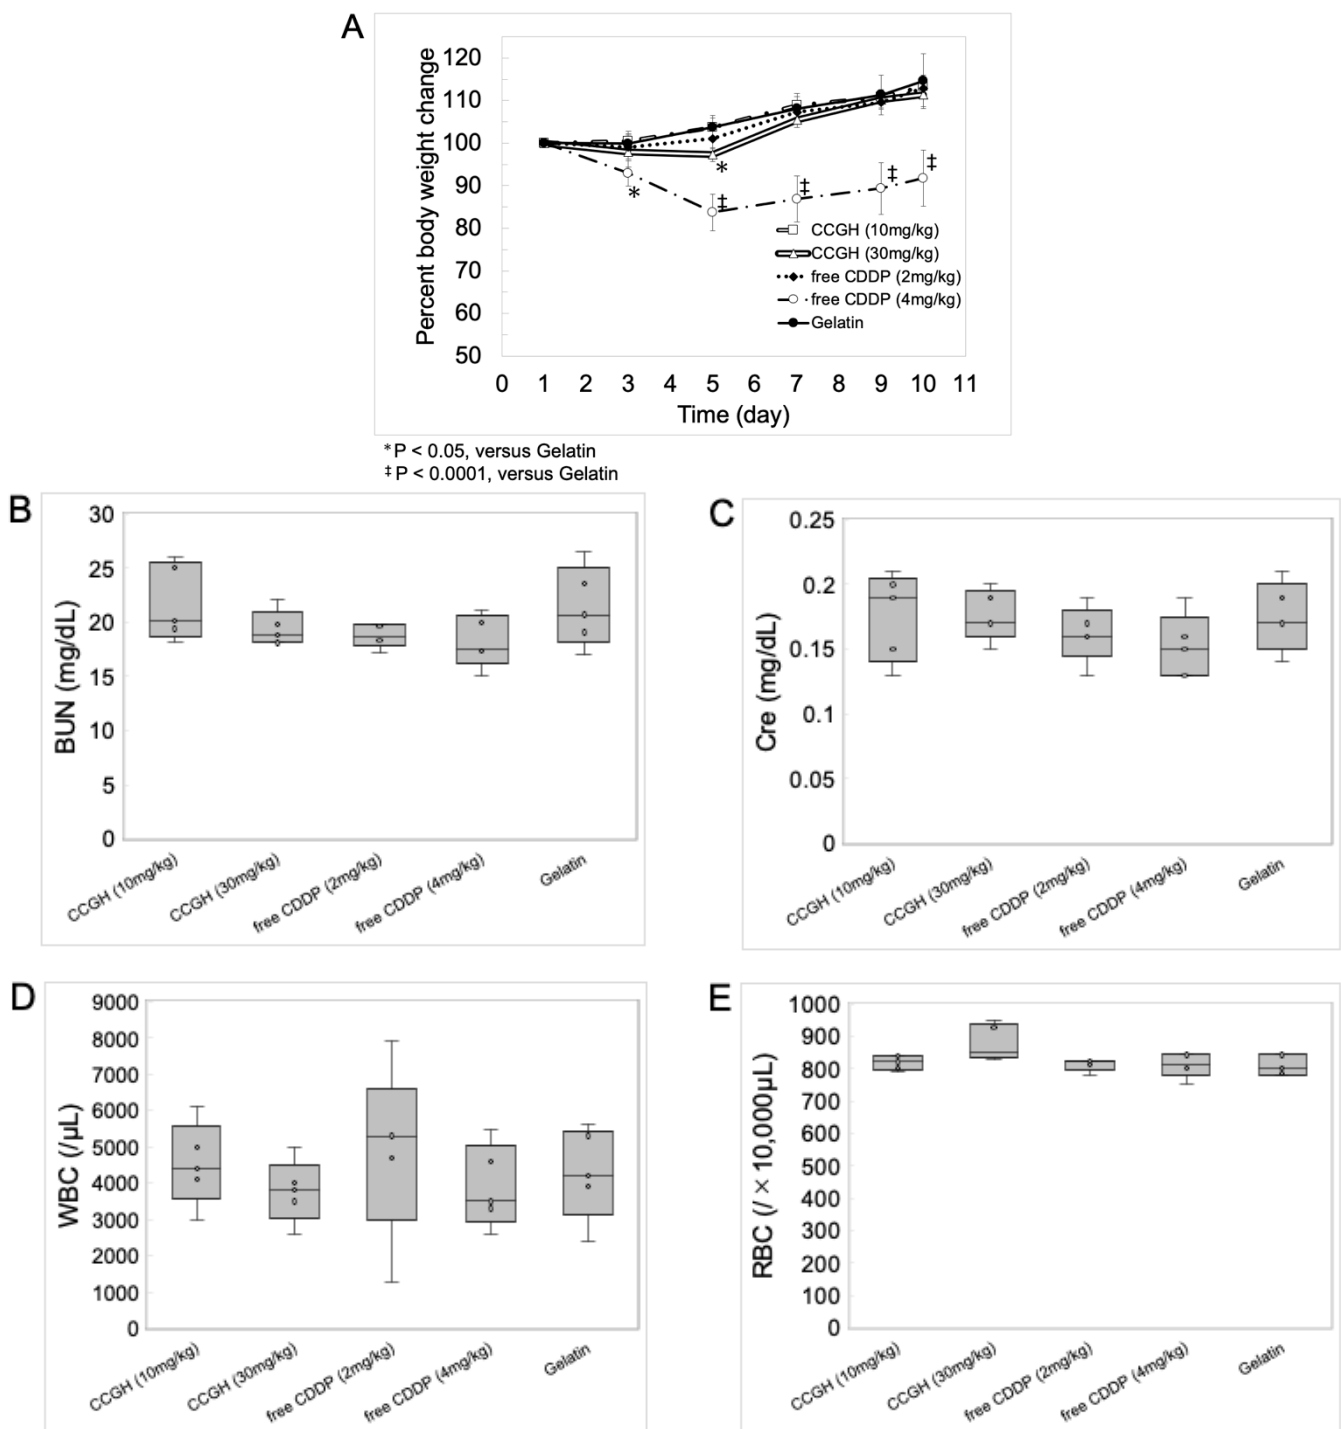 A
Percent body weight change
120
110
100
90
80
70
60
50
* 
‡
*
‡
‡
‡
CCGH (10mg/kg)
CCGH (30mg/kg)
free CDDP (2mg/kg)
free CDDP (4mg/kg)
Gelatin
0 1 2 3 4 5 6 7 8 9 10 11
Time (day)
*P < 0.05, versus Gelatin
‡P < 0.0001, versus Gelatin
B
BUN (mg/dL)
30
25
20
15
10
5
0
CCGH (10mg/kg)
CCGH (30mg/kg)
free CDDP (2mg/kg)
free CDDP (4mg/kg)
Gelatin
C
Cre (mg/dL)
0.25
0.2
0.15
0.1
0.05
0
CCGH (10mg/kg)
CCGH (30mg/kg)
free CDDP (2mg/kg)
free CDDP (4mg/kg)
Gelatin
D
WBC (/μL)
9000
8000
7000
6000
5000
4000
3000
2000
1000
0
CCGH (10mg/kg)
CCGH (30mg/kg)
free CDDP (2mg/kg)
free CDDP (4mg/kg)
Gelatin
E
RBC (/×10,000μL)
1000
900
800
700
600
500
400
300
200
100
0
CCGH (10mg/kg)
CCGH (30mg/kg)
free CDDP (2mg/kg)
free CDDP (4mg/kg)
Gelatin